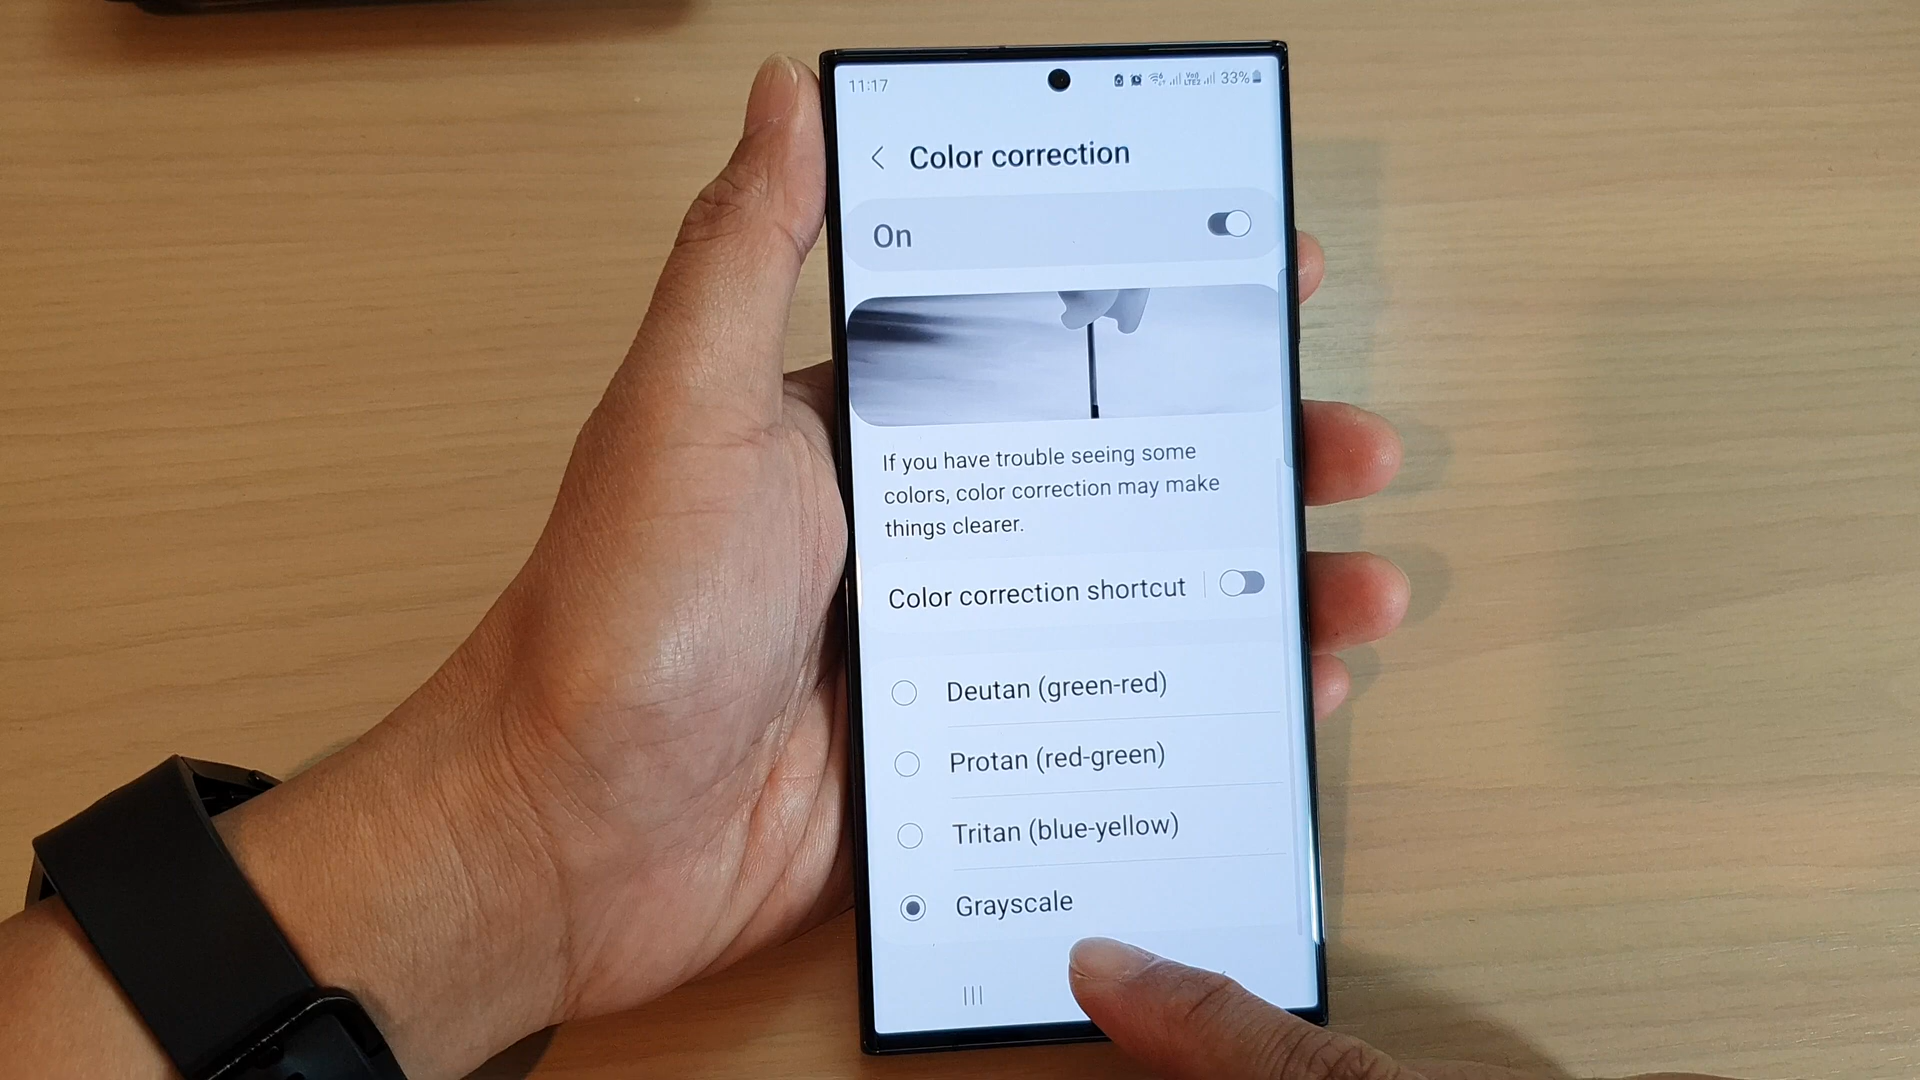 11:17
33%
Color correction
On
If you have trouble seeing some
colors, color correction may make
things clearer.
Color correction shortcut
Deutan (green-red)
Protan (red-green)
Tritan (blue-yellow)
Grayscale